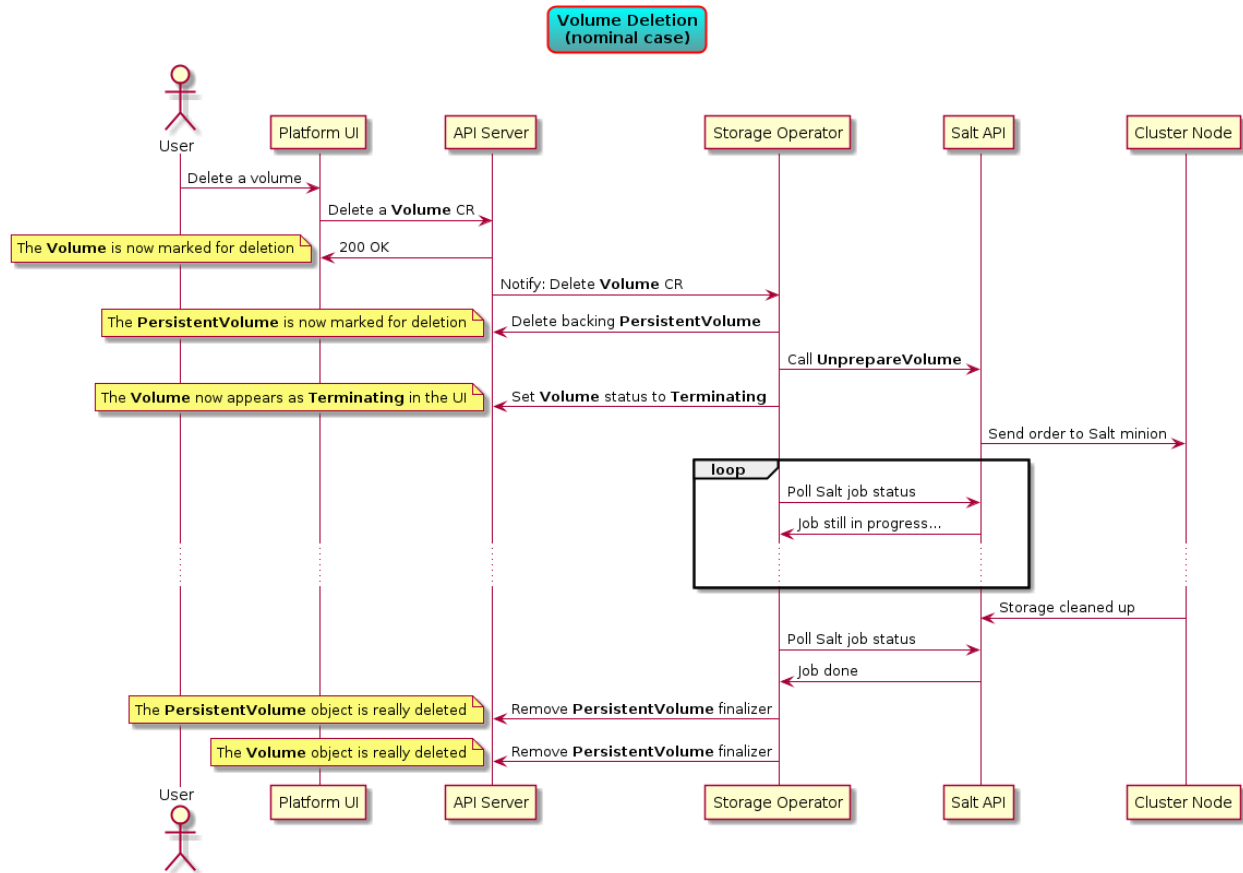 Volume Deletion
(nominal case)
User
Platform UI
API Server
Storage Operator
Salt API
Cluster Node
Delete a volume
Delete a Volume CR
The Volume is now marked for deletion
200 OK
Notify: Delete Volume CR
The PersistentVolume is now marked for deletion
Delete backing PersistentVolume
Call UnprepareVolume
The Volume now appears as Terminating in the UI
Set Volume status to Terminating
Send order to Salt minion
loop
Poll Salt job status
Job still in progress...
Storage cleaned up
Poll Salt job status
Job done
The PersistentVolume object is really deleted
Remove PersistentVolume finalizer
The Volume object is really deleted
Remove PersistentVolume finalizer
User
Platform UI
API Server
Storage Operator
Salt API
Cluster Node